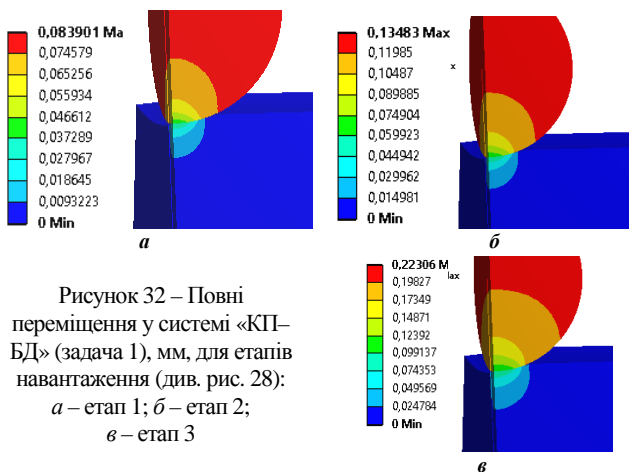 0,083901 Ma
0,074579
0,065256
0,055934
0,046612
0,037289
0,027967
0,018645
0,0093223
0 Min
а
0,13483 Max
0,11985
0,10487
0,089885
0,074904
0,059923
0,044942
0,029962
0,014981
0 Min
x
б
Рисунок 32 – Повні
переміщення у системі «КП–
БД» (задача 1), мм, для етапів
навантаження (див. рис. 28):
а – етап 1; б – етап 2;
в – етап 3
0,22306 M
ax
0,19827
0,17349
0,14871
0,12392
0,099137
0,074353
0,049569
0,024784
0 Min
в